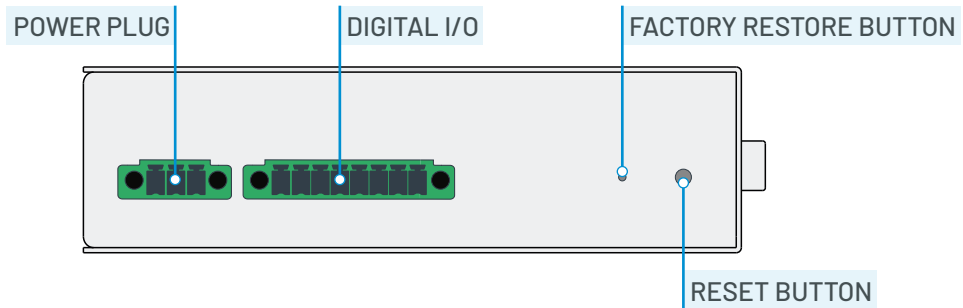 POWER PLUG
DIGITAL I/O
FACTORY RESTORE BUTTON
RESET BUTTON